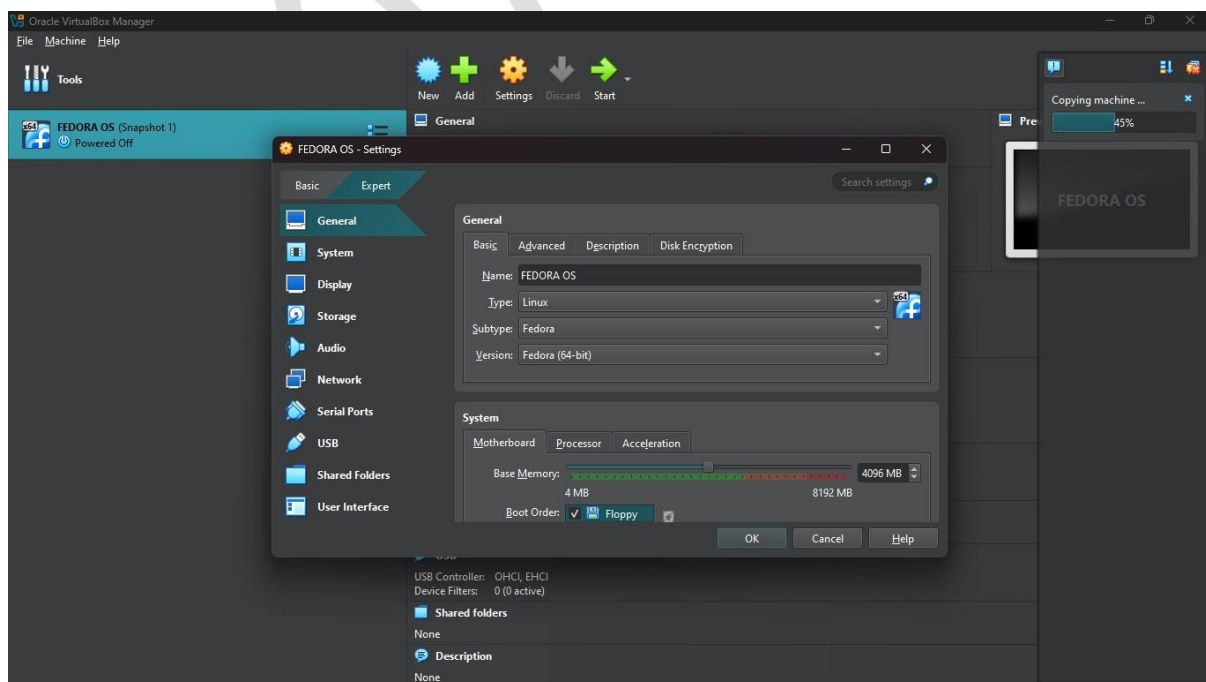 Oracle VirtualBox Manager
File Machine Help
Tools
New Add Settings Discard Start
FEDORA OS (Snapshot 1)
Powered Off
General
Copying machine ...
45%
FEDORA OS
FEDORA OS - Settings
Basic Expert
Search settings
General
System
Display
Storage
Audio
Network
Serial Ports
USB
Shared Folders
User Interface
General
Basic Advanced Description Disk Encryption
Name: FEDORA OS
Type: Linux
x64
Subtype: Fedora
Version: Fedora (64-bit)
System
Motherboard Processor Acceleration
Base Memory: 4096 MB
4 MB 8192 MB
Boot Order: Floppy
OK Cancel Help
USB Controller: OHCI, EHCI
Device Filters: 0 (0 active)
Shared folders
None
Description
None